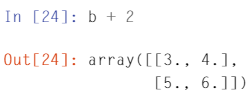 In [24]: b + 2
Out[24]: array([[3., 4.],
[5., 6.]])